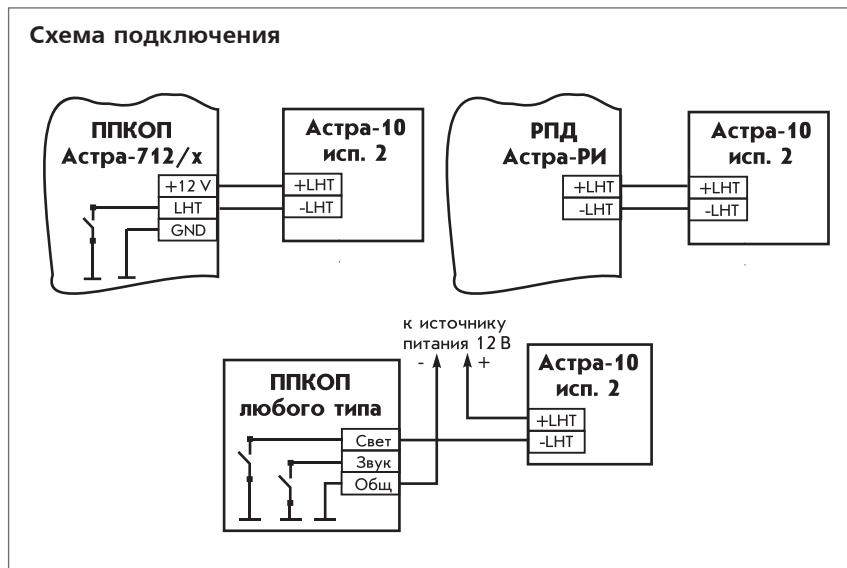 Схема подключения
ППКОП
Астра-712/х
+12 V
LHT
GND
Астра-10
исп. 2
+LHT
-LHT
РПД
Астра-РИ
+LHT
-LHT
Астра-10
исп. 2
+LHT
-LHT
к источнику
питания 12 В
- +
ППКОП
любого типа
Свет
Звук
Общ
Астра-10
исп. 2
+LHT
-LHT